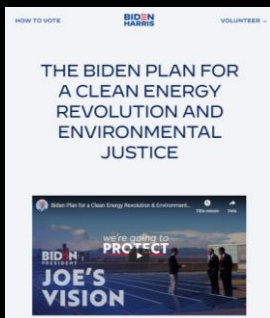 HOW TO VOTE
BIDEN
HARRIS
VOLUNTEER
THE BIDEN PLAN FOR
A CLEAN ENERGY
REVOLUTION AND
ENVIRONMENTAL
JUSTICE
Biden Plan for a Clean Energy Revolution & Environment...
we're going to
PROTECT
BIDEN
PRESIDENT
JOE'S
VISION